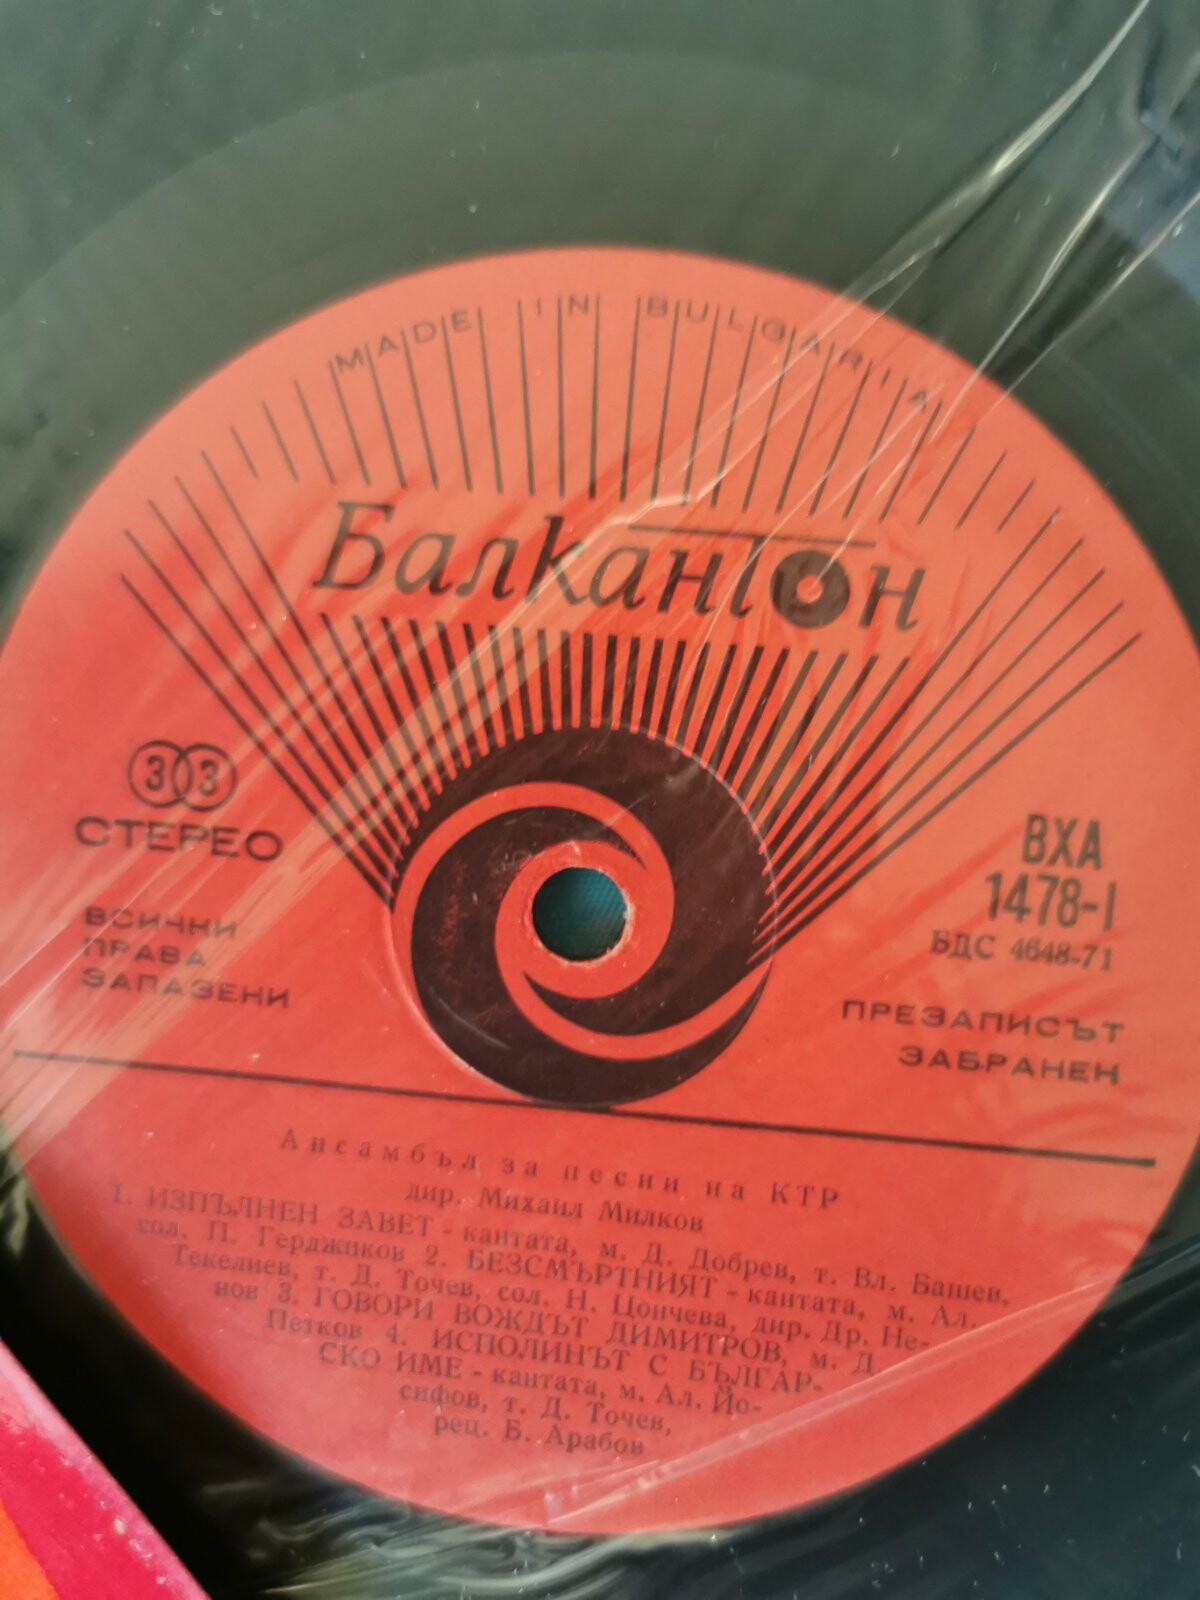 MADE IN BULGARIA
Балкантон
33
СТЕРЕО
ВСИЧКИ
ПРАВА
ЗАПАЗЕНИ
ВХА
1478-I
БДС 4648-71
ПРЕЗАПИСЪТ
ЗАБРАНЕН
Ансамбъл за песни на КТР
дир. Михаил Милков
1. ИЗПЪЛНЕН ЗАВЕТ - кантата, м. Д. Добрев, т. Вл. Башев,
сол. П. Герджиков 2. БЕЗСМЪРТНИЯТ - кантата, м. Ал.
Текелиев, т. Д. Точев, сол. Н. Цончева, дир. Др. Не-
нов 3. ГОВОРИ ВОЖДЪТ ДИМИТРОВ, м. Д.
Петков 4. ИСПОЛИНЪТ С БЪЛГАР-
СКО ИМЕ - кантата, м. Ал. Йо-
сифов, т. Д. Точев,
рец. Б. Арабов